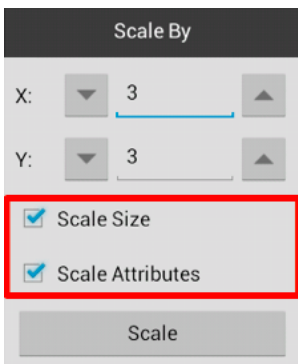 Scale By
X: 3
Y: 3
Scale Size
Scale Attributes
Scale